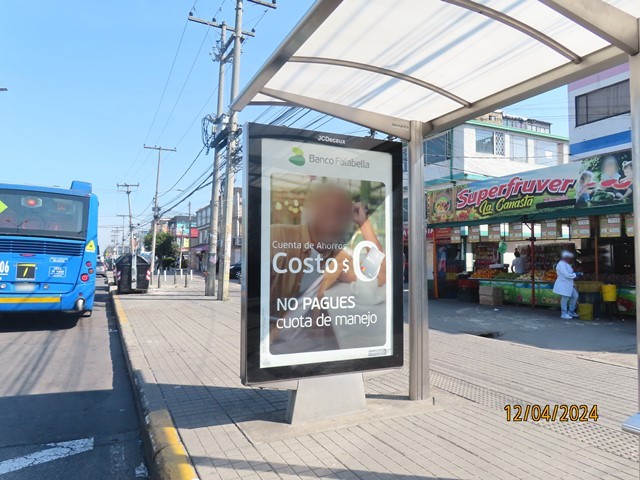 JCDecaux
Banco Falabella
Cuenta de Ahorros
Costo $0
NO PAGUES
cuota de manejo
Superfruver
La Canasta
06
12/04/2024